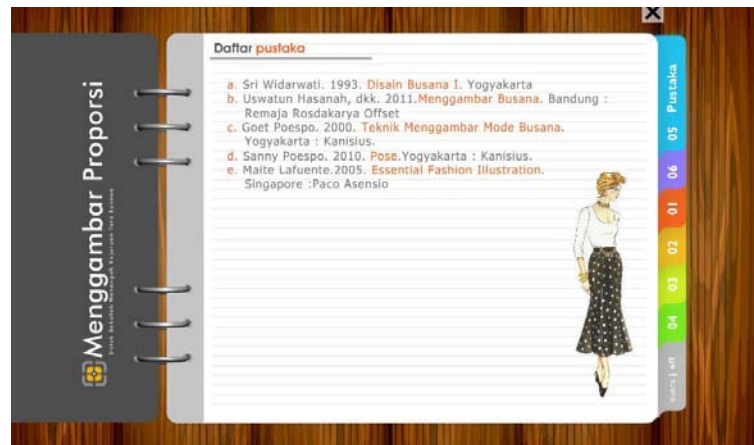 Daftar pustaka
a. Sri Widarwati. 1993. Disain Busana I. Yogyakarta
b. Uswatun Hasanah, dkk. 2011.Menggambar Busana. Bandung :
Remaja Rosdakarya Offset
c. Goet Poespo. 2000. Teknik Menggambar Mode Busana.
Yogyakarta : Kanisius.
d. Sanny Poespo. 2010. Pose.Yogyakarta : Kanisius.
e. Maite Lafuente.2005. Essential Fashion Illustration.
Singapore :Paco Asensio
Menggambar Proporsi
05 Pustaka
06
01
02
03
04
off
X